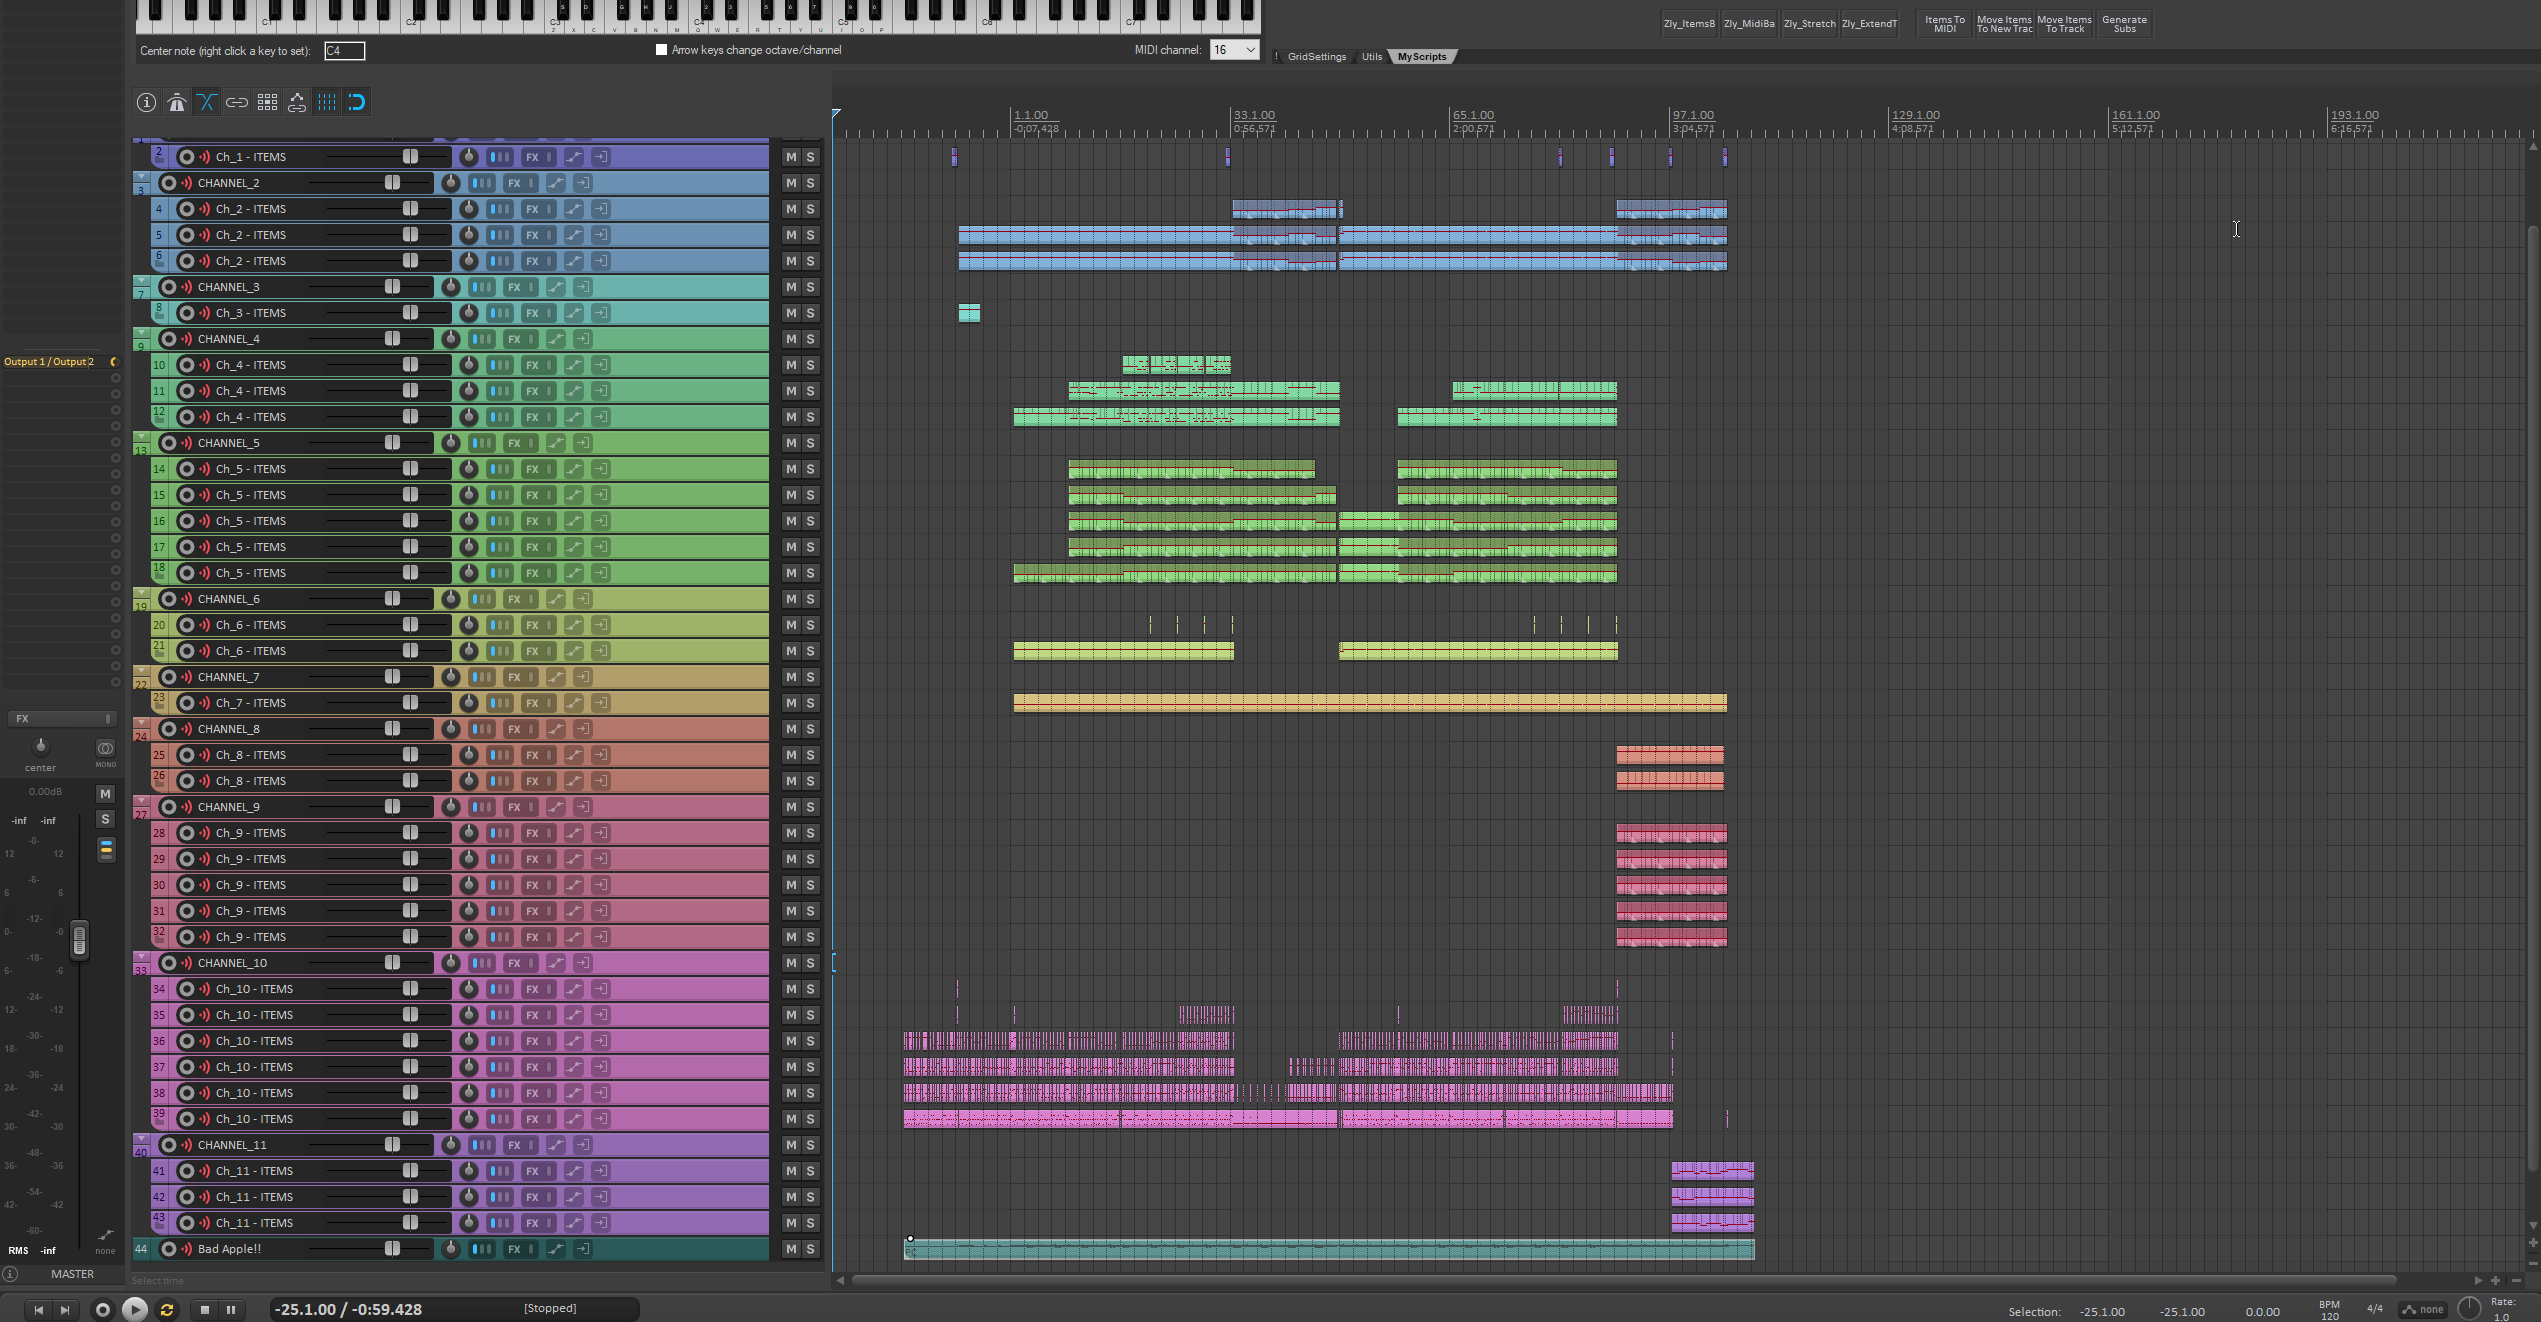 C1 C2 C3 C4 C5 C6 C7
Center note (right click a key to set): C4
Arrow keys change octave/channel
MIDI channel: 16
Zly_ItemsB Zly_MidiBa Zly_Stretch Zly_ExtendT
Items To MIDI
Move Items To New Trac
Move Items To Track
Generate Subs
! GridSettings Utils MyScripts
1.1.00 33.1.00 65.1.00 97.1.00 129.1.00 161.1.00 193.1.00
-0:07.428 0:56.571 2:00.571 3:04.571 4:08.571 5:12.571 6:16.571
2 Ch_1 - ITEMS FX M S
3 CHANNEL_2 FX M S
4 Ch_2 - ITEMS FX M S
5 Ch_2 - ITEMS FX M S
6 Ch_2 - ITEMS FX M S
7 CHANNEL_3 FX M S
8 Ch_3 - ITEMS FX M S
9 CHANNEL_4 FX M S
10 Ch_4 - ITEMS FX M S
11 Ch_4 - ITEMS FX M S
12 Ch_4 - ITEMS FX M S
13 CHANNEL_5 FX M S
14 Ch_5 - ITEMS FX M S
15 Ch_5 - ITEMS FX M S
16 Ch_5 - ITEMS FX M S
17 Ch_5 - ITEMS FX M S
18 Ch_5 - ITEMS FX M S
19 CHANNEL_6 FX M S
20 Ch_6 - ITEMS FX M S
21 Ch_6 - ITEMS FX M S
22 CHANNEL_7 FX M S
23 Ch_7 - ITEMS FX M S
24 CHANNEL_8 FX M S
25 Ch_8 - ITEMS FX M S
26 Ch_8 - ITEMS FX M S
27 CHANNEL_9 FX M S
28 Ch_9 - ITEMS FX M S
29 Ch_9 - ITEMS FX M S
30 Ch_9 - ITEMS FX M S
31 Ch_9 - ITEMS FX M S
32 Ch_9 - ITEMS FX M S
33 CHANNEL_10 FX M S
34 Ch_10 - ITEMS FX M S
35 Ch_10 - ITEMS FX M S
36 Ch_10 - ITEMS FX M S
37 Ch_10 - ITEMS FX M S
38 Ch_10 - ITEMS FX M S
39 Ch_10 - ITEMS FX M S
40 CHANNEL_11 FX M S
41 Ch_11 - ITEMS FX M S
42 Ch_11 - ITEMS FX M S
43 Ch_11 - ITEMS FX M S
44 Bad Apple!! FX M S
Output 1 / Output 2
FX
center MONO
0.00dB M
-inf -inf S
-0-
12 12
-6-
6 6
-12-
0- -0
-18-
6- -6
-24-
12- -12
-30-
18- -18
-36-
24- -24
-42-
30- -30
-48-
36- -36
-54-
42- -42
-60-
RMS -inf none
MASTER
Select time
-25.1.00 / -0:59.428 [Stopped]
Selection: -25.1.00 -25.1.00 0.0.00
BPM 120
4/4
none
Rate: 1.0